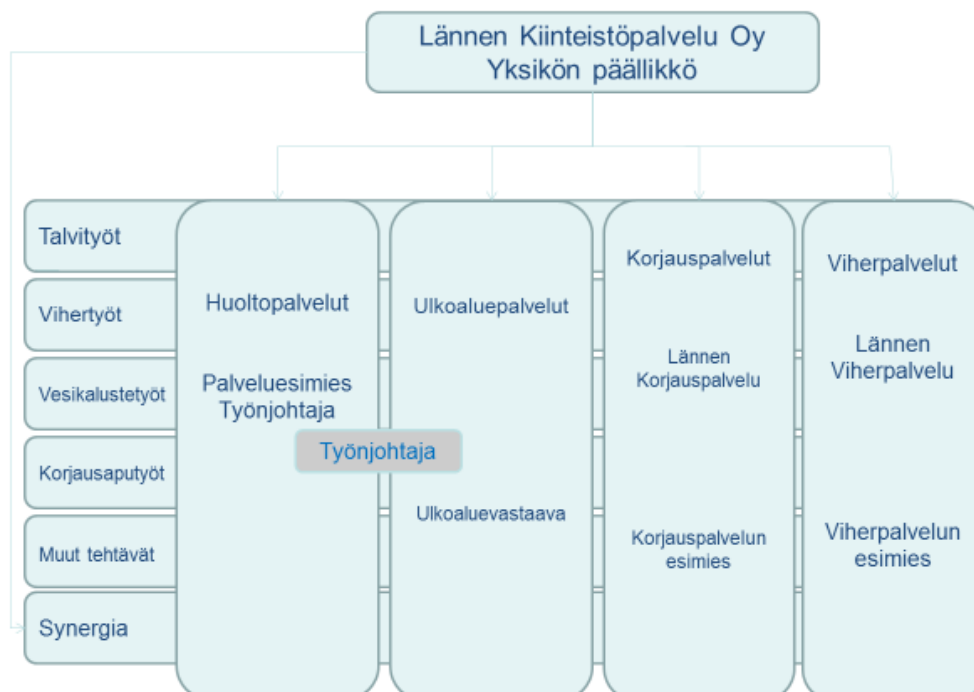 Lännen Kiinteistöpalvelu Oy
Yksikön päällikkö
Talvityöt
Vihertyöt
Vesikalustetyöt
Korjausaputyöt
Muut tehtävät
Synergia
Huoltopalvelut
Palveluesimies
Työnjohtaja
Työnjohtaja
Ulkoaluepalvelut
Ulkoaluevastaava
Korjauspalvelut
Lännen
Korjauspalvelu
Korjauspalvelun
esimies
Viherpalvelut
Lännen
Viherpalvelu
Viherpalvelun
esimies